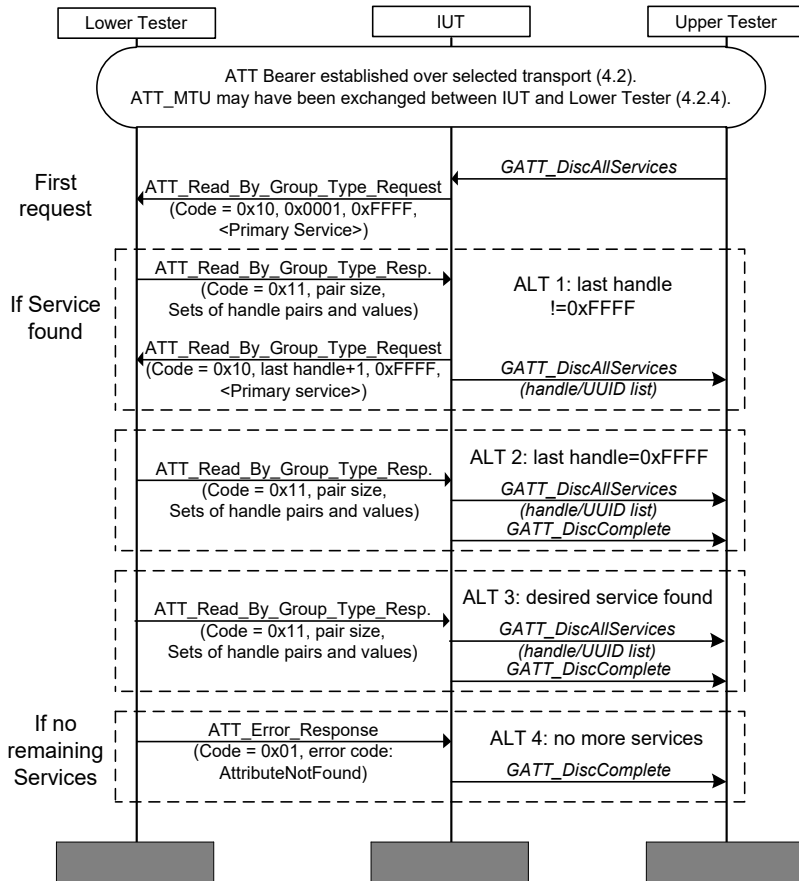 Lower Tester
IUT
Upper Tester
ATT Bearer established over selected transport (4.2).
ATT_MTU may have been exchanged between IUT and Lower Tester (4.2.4).
First
request
GATT_DiscAllServices
ATT_Read_By_Group_Type_Request
(Code = 0x10, 0x0001, 0xFFFF,
<Primary Service>)
If Service
found
ATT_Read_By_Group_Type_Resp.
(Code = 0x11, pair size,
Sets of handle pairs and values)
ALT 1: last handle
!=0xFFFF
ATT_Read_By_Group_Type_Request
(Code = 0x10, last handle+1, 0xFFFF,
<Primary service>)
GATT_DiscAllServices
(handle/UUID list)
ALT 2: last handle=0xFFFF
ATT_Read_By_Group_Type_Resp.
(Code = 0x11, pair size,
Sets of handle pairs and values)
GATT_DiscAllServices
(handle/UUID list)
GATT_DiscComplete
ALT 3: desired service found
ATT_Read_By_Group_Type_Resp.
(Code = 0x11, pair size,
Sets of handle pairs and values)
GATT_DiscAllServices
(handle/UUID list)
GATT_DiscComplete
If no
remaining
Services
ATT_Error_Response
(Code = 0x01, error code:
AttributeNotFound)
ALT 4: no more services
GATT_DiscComplete